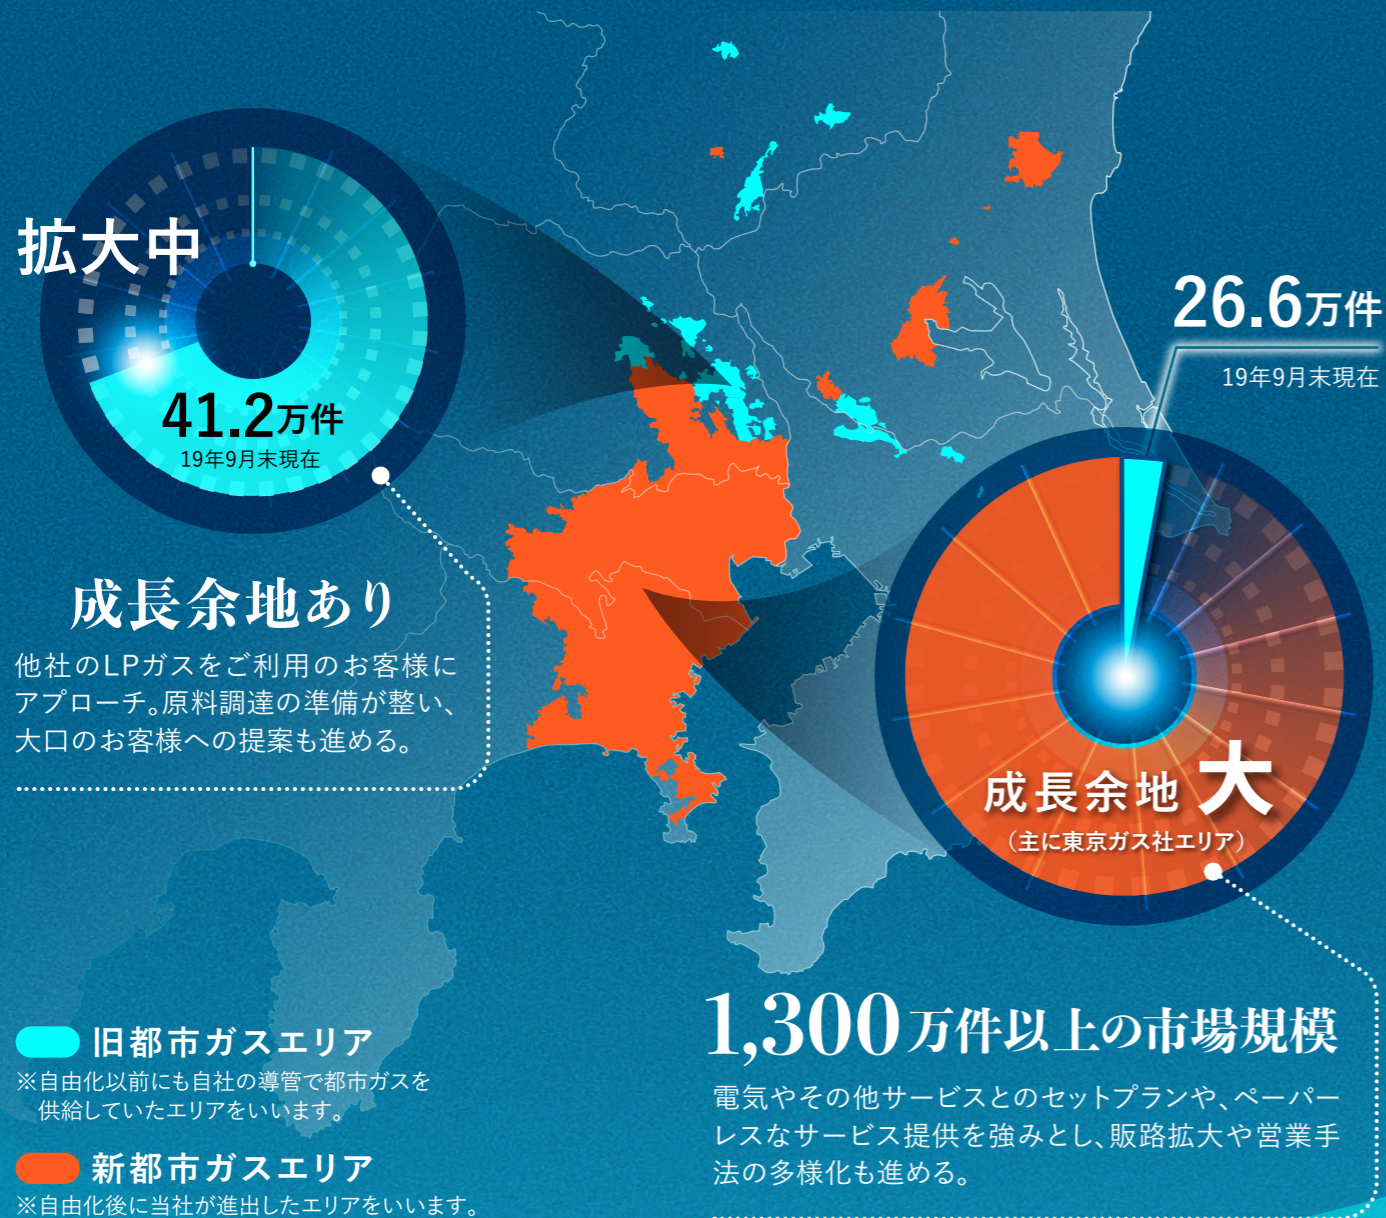 拡大中
41.2万件
19年9月末現在
成長余地あり
他社のLPガスをご利用のお客様に
アプローチ。原料調達の準備が整い、
大口のお客様への提案も進める。
26.6万件
19年9月末現在
成長余地 大
（主に東京ガス社エリア）
1,300万件以上の市場規模
電気やその他サービスとのセットプランや、ペーパー
レスなサービス提供を強みとし、販路拡大や営業手
法の多様化も進める。
旧都市ガスエリア
※自由化以前にも自社の導管で都市ガスを
供給していたエリアをいいます。
新都市ガスエリア
※自由化後に当社が進出したエリアをいいます。